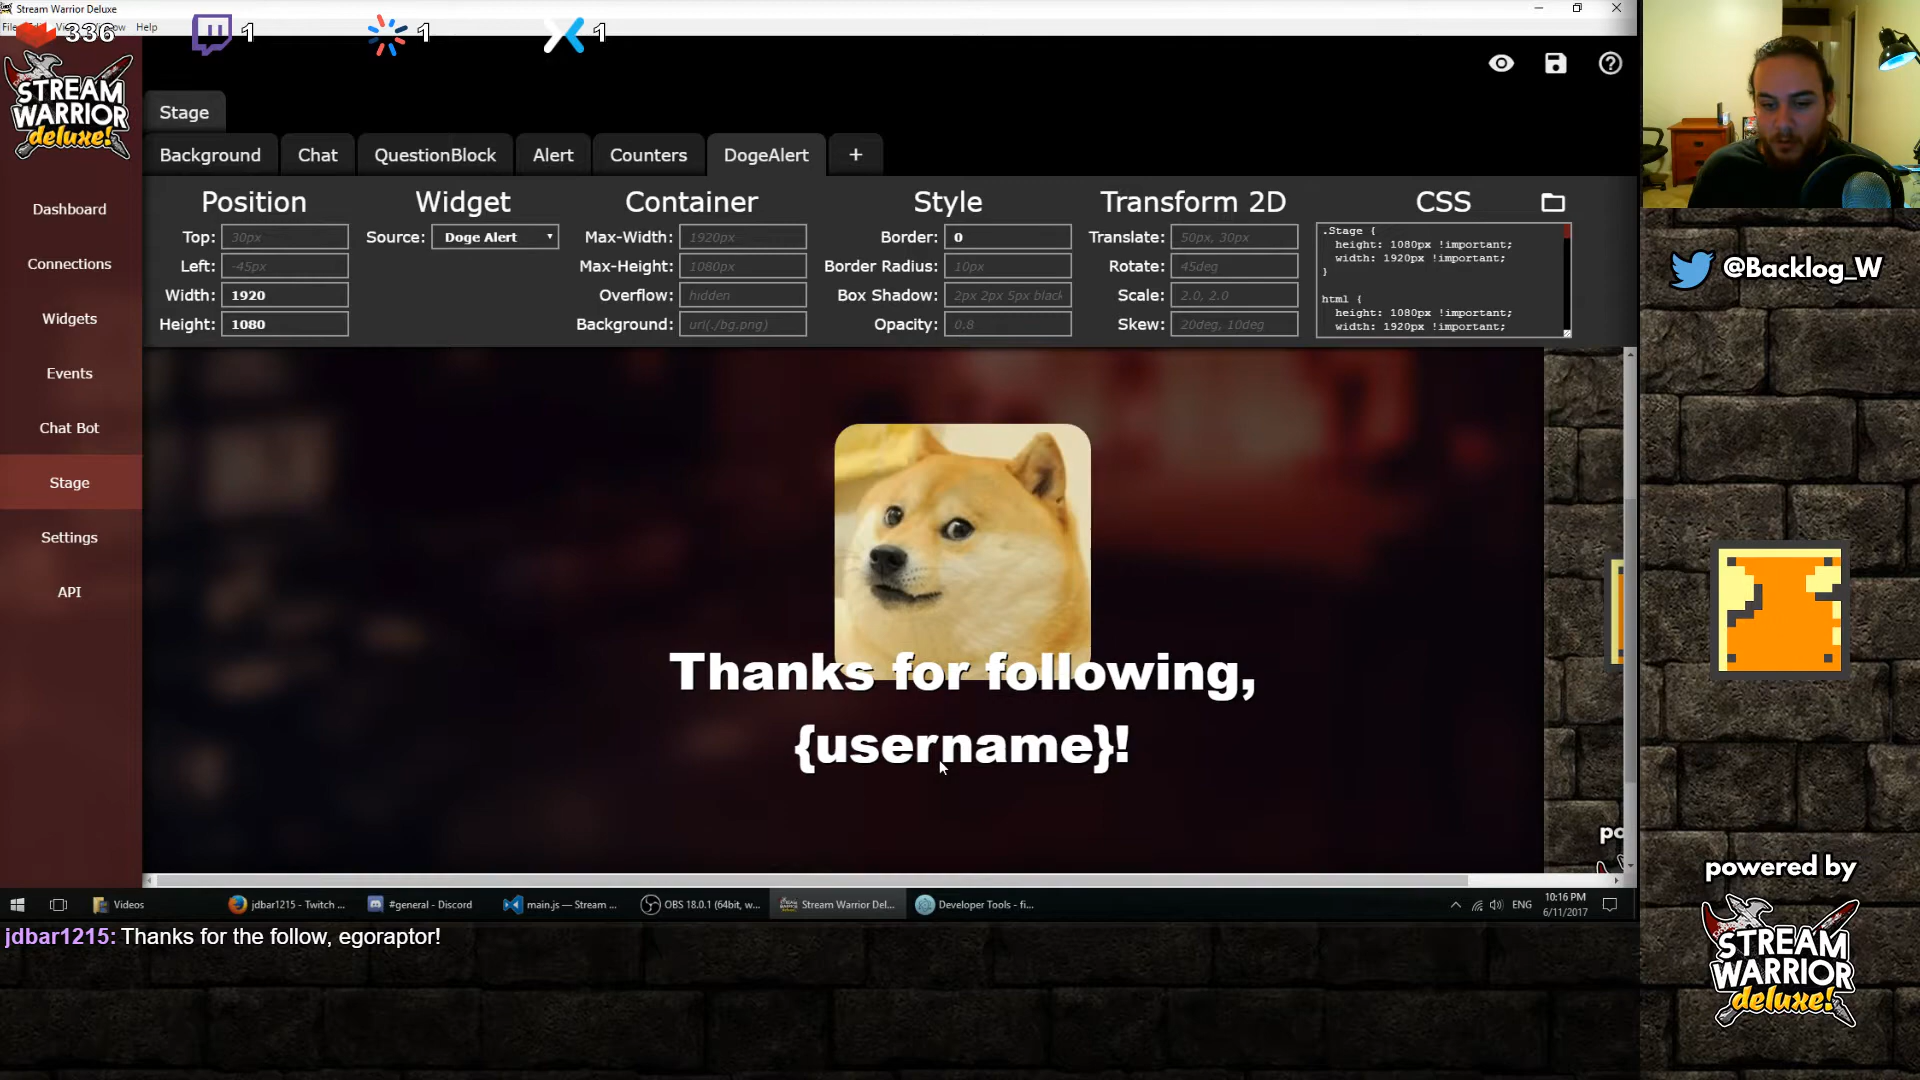 Stream Warrior Deluxe
Help
336
1
1
1
STREAM
WARRIOR
deluxe!
Stage
Background
Chat
QuestionBlock
Alert
Counters
DogeAlert
+
Dashboard
Connections
Widgets
Events
Chat Bot
Stage
Settings
API
Position
Top: 30px
Left: -45px
Width: 1920
Height: 1080
Widget
Source: Doge Alert
Container
Max-Width: 1920px
Max-Height: 1080px
Overflow: hidden
Background: url(./bg.png)
Style
Border: 0
Border Radius: 10px
Box Shadow: 2px 2px 5px black
Opacity: 0.8
Transform 2D
Translate: 50px, 30px
Rotate: 45deg
Scale: 2.0, 2.0
Skew: 20deg, 10deg
CSS
.Stage {
height: 1080px !important;
width: 1920px !important;
}
html {
height: 1080px !important;
width: 1920px !important;
Thanks for following,
{username}!
po
@Backlog_W
powered by
STREAM
WARRIOR
deluxe!
Videos
jdbar1215 - Twitch ...
#general - Discord
main.js — Stream ...
OBS 18.0.1 (64bit, w...
Stream Warrior Del...
Developer Tools - fi...
ENG
10:16 PM
6/11/2017
jdbar1215: Thanks for the follow, egoraptor!